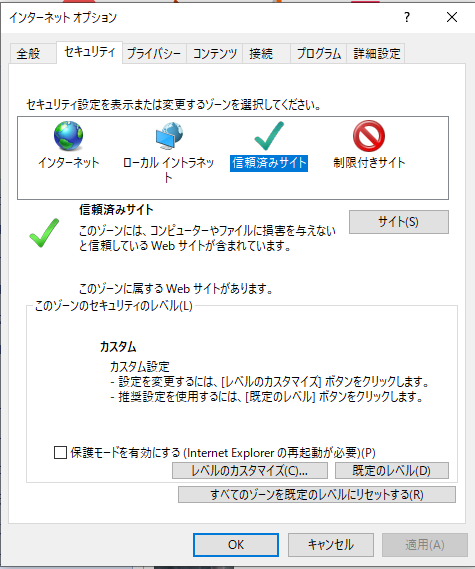 インターネット オプション
全般
セキュリティ
プライバシー
コンテンツ
接続
プログラム
詳細設定
セキュリティ設定を表示または変更するゾーンを選択してください。
インターネット
ローカル イントラネッ
ト
信頼済みサイト
制限付きサイト
信頼済みサイト
サイト(S)
このゾーンには、コンピューターやファイルに損害を与えない
と信頼している Web サイトが含まれています。
このゾーンに属する Web サイトがあります。
このゾーンのセキュリティのレベル(L)
カスタム
カスタム設定
- 設定を変更するには、[レベルのカスタマイズ] ボタンをクリックします。
- 推奨設定を使用するには、[既定のレベル] ボタンをクリックします。
保護モードを有効にする (Internet Explorer の再起動が必要)(P)
レベルのカスタマイズ(C)...
既定のレベル(D)
すべてのゾーンを既定のレベルにリセットする(R)
OK
キャンセル
適用(A)